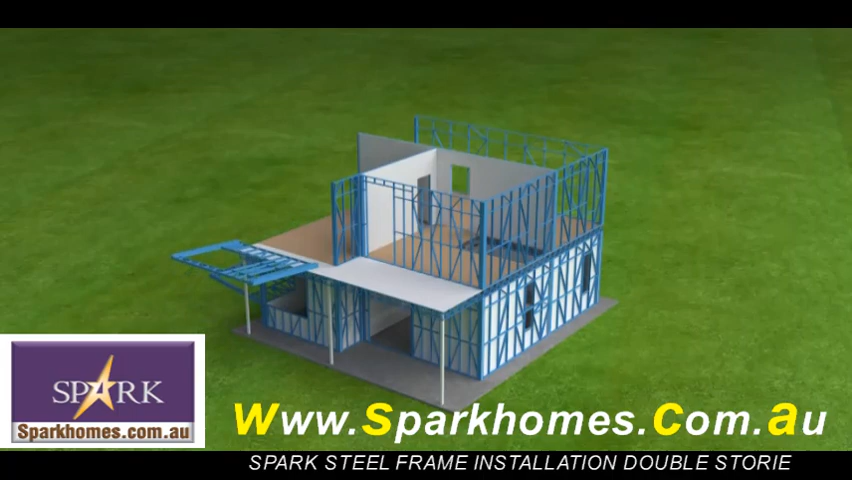 SPARK
Sparkhomes.com.au
Www.Sparkhomes.Com.au
SPARK STEEL FRAME INSTALLATION DOUBLE STORIE